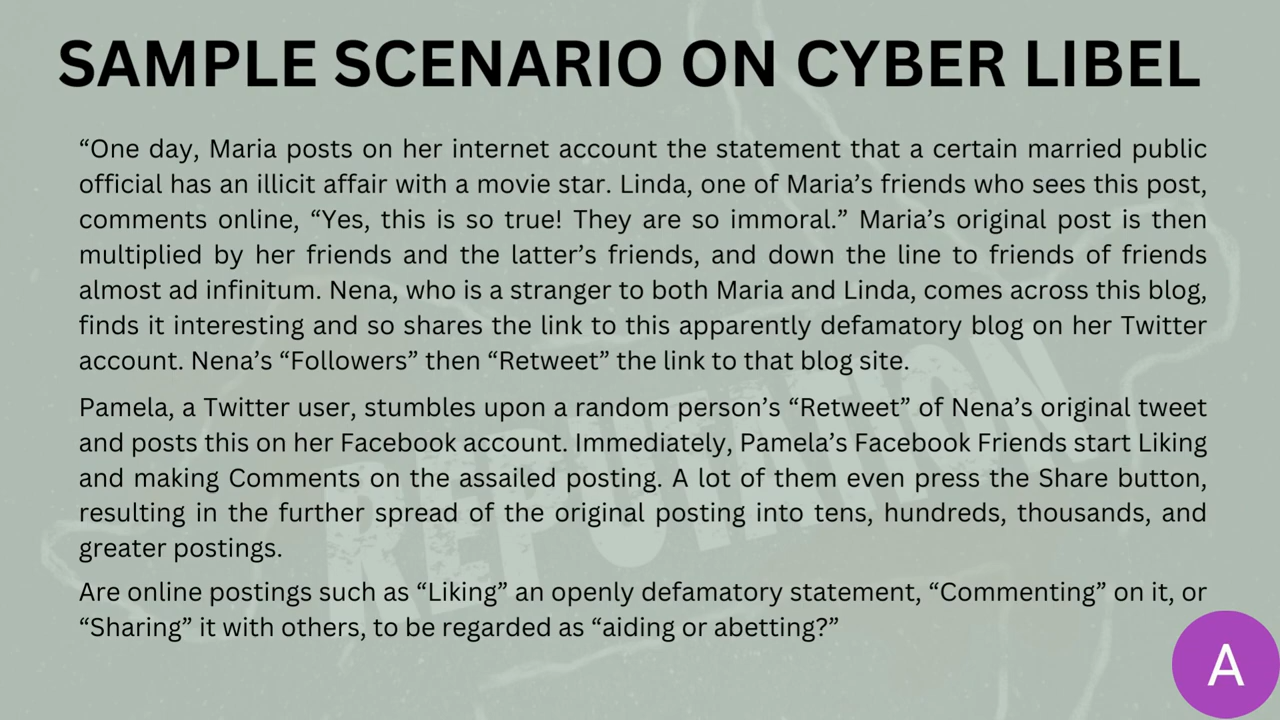 SAMPLE SCENARIO ON CYBER LIBEL
“One day, Maria posts on her internet account the statement that a certain married public
official has an illicit affair with a movie star. Linda, one of Maria’s friends who sees this post,
comments online, “Yes, this is so true! They are so immoral.” Maria’s original post is then
multiplied by her friends and the latter’s friends, and down the line to friends of friends
almost ad infinitum. Nena, who is a stranger to both Maria and Linda, comes across this blog,
finds it interesting and so shares the link to this apparently defamatory blog on her Twitter
account. Nena’s “Followers” then “Retweet” the link to that blog site.
Pamela, a Twitter user, stumbles upon a random person’s “Retweet” of Nena’s original tweet
and posts this on her Facebook account. Immediately, Pamela’s Facebook Friends start Liking
and making Comments on the assailed posting. A lot of them even press the Share button,
resulting in the further spread of the original posting into tens, hundreds, thousands, and
greater postings.
Are online postings such as “Liking” an openly defamatory statement, “Commenting” on it, or
“Sharing” it with others, to be regarded as “aiding or abetting?”
REPUTATION
A